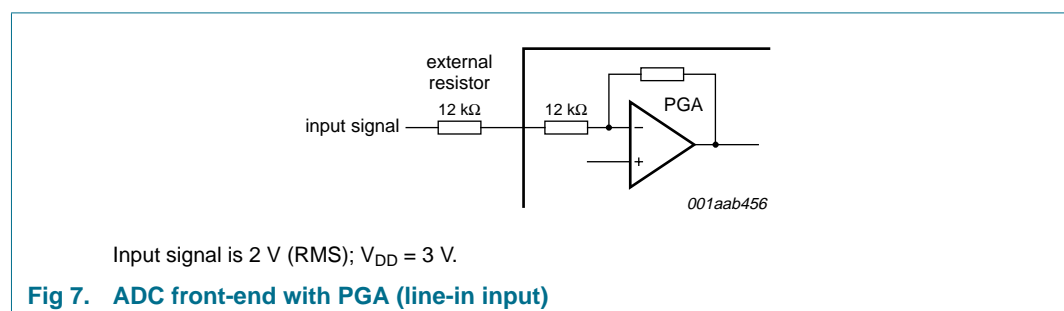 external
resistor
12 kΩ
12 kΩ
PGA
input signal
−
+
001aab456
Input signal is 2 V (RMS); VDD = 3 V.
Fig 7. ADC front-end with PGA (line-in input)